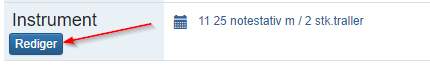 Instrument
Rediger
11 25 notestativ m / 2 stk.traller